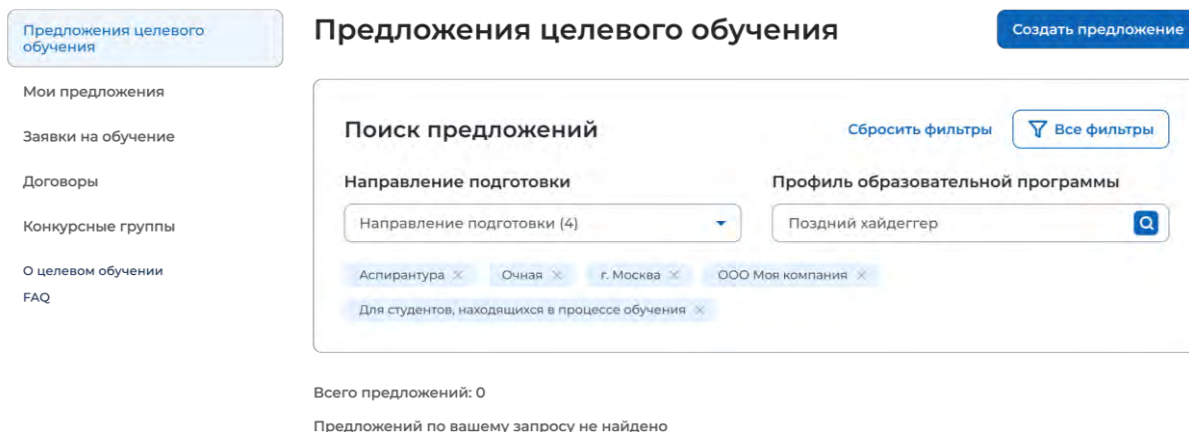 Предложения целевого
обучения
Мои предложения
Заявки на обучение
Договоры
Конкурсные группы
О целевом обучении
FAQ
Предложения целевого обучения
Создать предложение
Поиск предложений
Сбросить фильтры
Все фильтры
Направление подготовки
Профиль образовательной программы
Направление подготовки (4)
Поздний хайдеггер
Аспирантура
Очная
г. Москва
ООО Моя компания
Для студентов, находящихся в процессе обучения
Всего предложений: 0
Предложений по вашему запросу не найдено